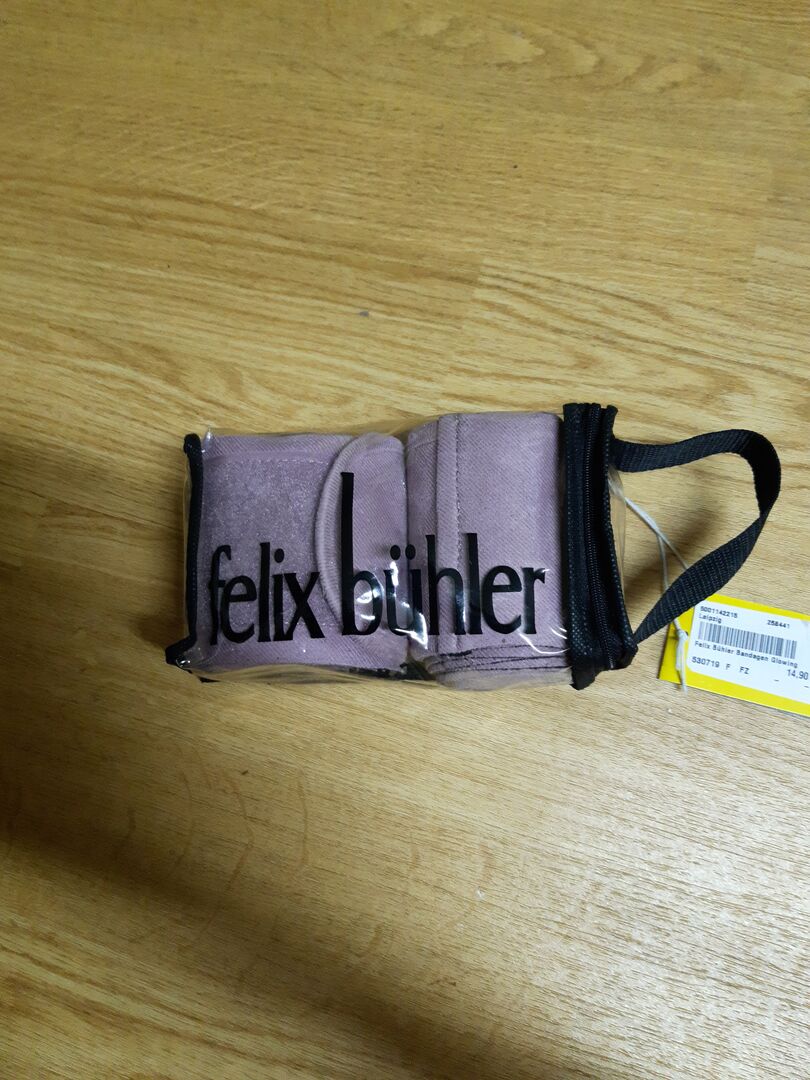 felix bühler
5001142215 258441
Leipzig
Felix Bühler Bandagen Glowing
530719 F FZ _ 14,90